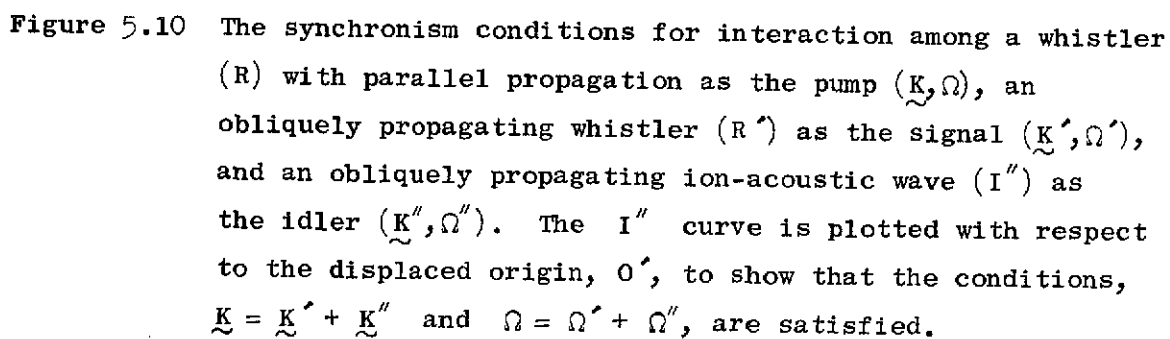 Figure 5.10 The synchronism conditions for interaction among a whistler
(R) with parallel propagation as the pump (K̰,Ω), an
obliquely propagating whistler (R′) as the signal (K̰′,Ω′),
and an obliquely propagating ion-acoustic wave (I″) as
the idler (K̰″,Ω″). The I″ curve is plotted with respect
to the displaced origin, O′, to show that the conditions,
K̰ = K̰′ + K̰″ and Ω = Ω′ + Ω″, are satisfied.